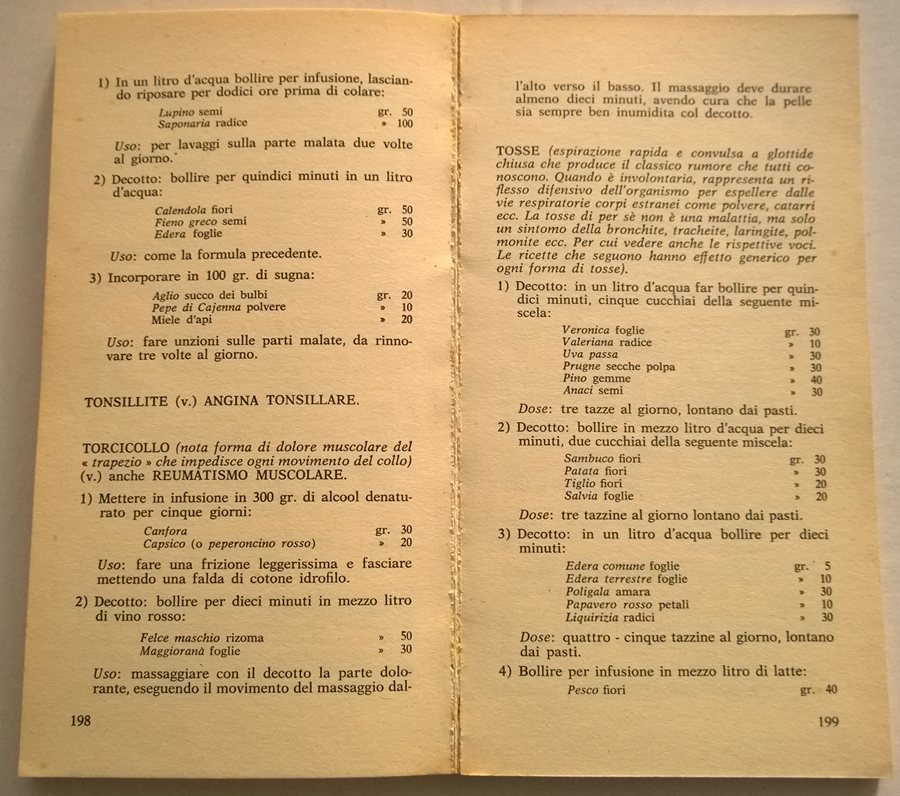 1) In un litro d'acqua bollire per infusione, lascian-
do riposare per dodici ore prima di colare:
Lupino semi gr. 50
Saponaria radice » 100
Uso: per lavaggi sulla parte malata due volte
al giorno.
2) Decotto: bollire per quindici minuti in un litro
d'acqua:
Calendola fiori gr. 50
Fieno greco semi » 50
Edera foglie » 30
Uso: come la formula precedente.
3) Incorporare in 100 gr. di sugna:
Aglio succo dei bulbi gr. 20
Pepe di Cajenna polvere » 10
Miele d'api » 20
Uso: fare unzioni sulle parti malate, da rinno-
vare tre volte al giorno.
TONSILLITE (v.) ANGINA TONSILLARE.
TORCICOLLO (nota forma di dolore muscolare del
« trapezio » che impedisce ogni movimento del collo)
(v.) anche REUMATISMO MUSCOLARE.
1) Mettere in infusione in 300 gr. di alcool denatu-
rato per cinque giorni:
Canfora gr. 30
Capsico (o peperoncino rosso) » 20
Uso: fare una frizione leggerissima e fasciare
mettendo una falda di cotone idrofilo.
2) Decotto: bollire per dieci minuti in mezzo litro
di vino rosso:
Felce maschio rizoma » 50
Maggioranà foglie » 30
Uso: massaggiare con il decotto la parte dolo-
rante, eseguendo il movimento del massaggio dal-
198
l'alto verso il basso. Il massaggio deve durare
almeno dieci minuti, avendo cura che la pelle
sia sempre ben inumidita col decotto.
TOSSE (espirazione rapida e convulsa a glottide
chiusa che produce il classico rumore che tutti co-
noscono. Quando è involontaria, rappresenta un ri-
flesso difensivo dell'organismo per espellere dalle
vie respiratorie corpi estranei come polvere, catarri
ecc. La tosse di per sè non è una malattia, ma solo
un sintomo della bronchite, tracheite, laringite, pol-
monite ecc. Per cui vedere anche le rispettive voci.
Le ricette che seguono hanno effetto generico per
ogni forma di tosse).
1) Decotto: in un litro d'acqua far bollire per quin-
dici minuti, cinque cucchiai della seguente mi-
scela:
Veronica foglie gr. 30
Valeriana radice » 10
Uva passa » 30
Prugne secche polpa » 30
Pino gemme » 40
Anaci semi » 30
Dose: tre tazze al giorno, lontano dai pasti.
2) Decotto: bollire in mezzo litro d'acqua per dieci
minuti, due cucchiai della seguente miscela:
Sambuco fiori gr. 30
Patata fiori » 30
Tiglio fiori » 20
Salvia foglie » 20
Dose: tre tazzine al giorno lontano dai pasti.
3) Decotto: in un litro d'acqua bollire per dieci
minuti:
Edera comune foglie gr. 5
Edera terrestre foglie » 10
Poligala amara » 30
Papavero rosso petali » 10
Liquirizia radici » 30
Dose: quattro - cinque tazzine al giorno, lontano
dai pasti.
4) Bollire per infusione in mezzo litro di latte:
Pesco fiori gr. 40
199